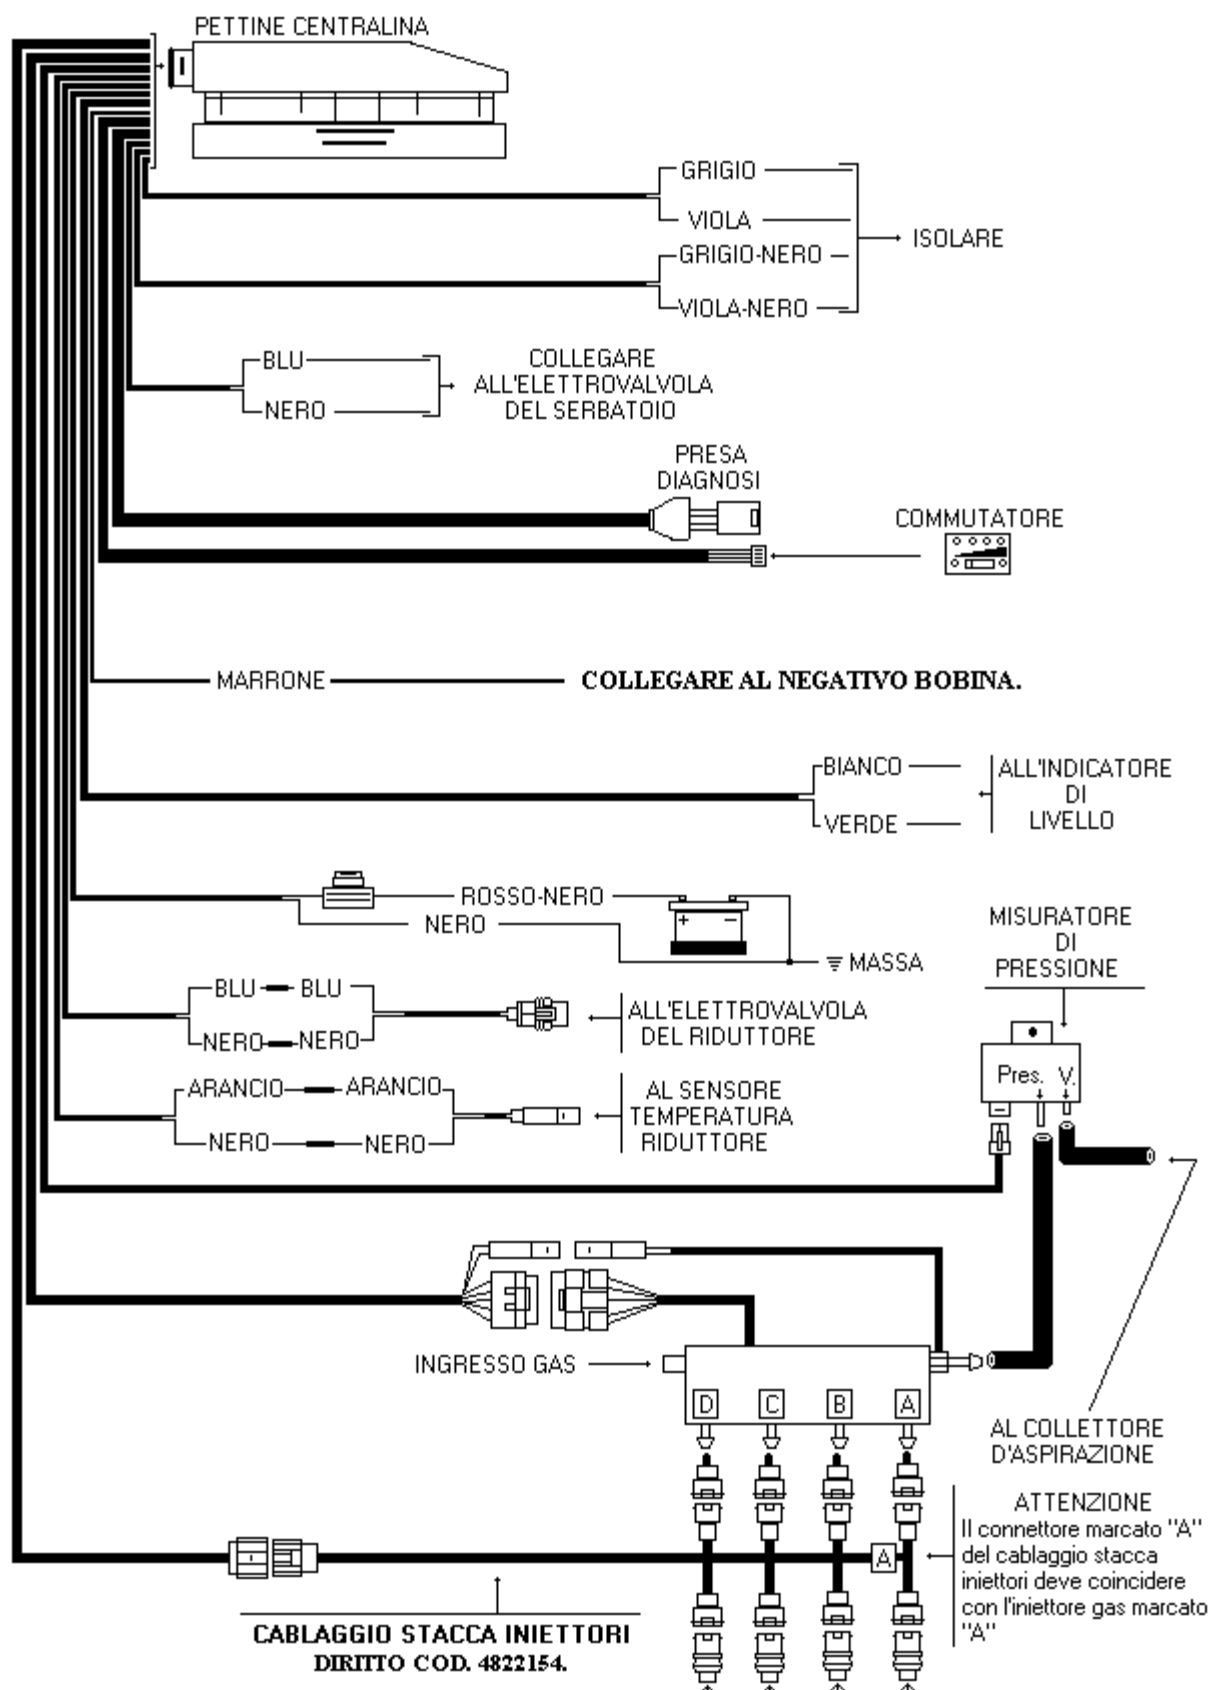 PETTINE CENTRALINA
GRIGIO
VIOLA
GRIGIO-NERO
VIOLA-NERO
ISOLARE
BLU
NERO
COLLEGARE
ALL'ELETTROVALVOLA
DEL SERBATOIO
PRESA
DIAGNOSI
COMMUTATORE
MARRONE
COLLEGARE AL NEGATIVO BOBINA.
BIANCO
VERDE
ALL'INDICATORE
DI
LIVELLO
ROSSO-NERO
NERO
+ −
MASSA
MISURATORE
DI
PRESSIONE
BLU BLU
NERO NERO
ALL'ELETTROVALVOLA
DEL RIDUTTORE
Pres. V.
ARANCIO ARANCIO
NERO NERO
AL SENSORE
TEMPERATURA
RIDUTTORE
INGRESSO GAS
D C B A
AL COLLETTORE
D'ASPIRAZIONE
ATTENZIONE
Il connettore marcato "A"
del cablaggio stacca
iniettori deve coincidere
con l'iniettore gas marcato
"A"
A
CABLAGGIO STACCA INIETTORI
DIRITTO COD. 4822154.